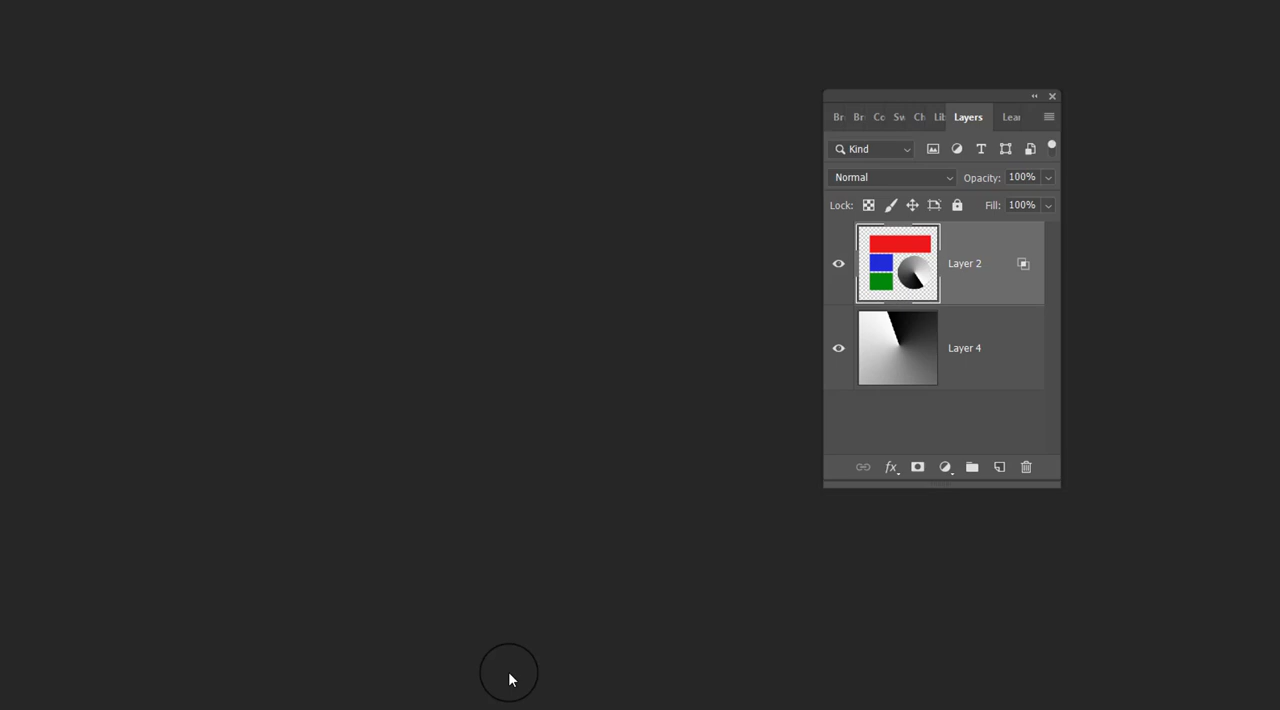 Br Br Co Sw Ch Lib Layers Lear
Kind
Normal Opacity: 100%
Lock: Fill: 100%
Layer 2
Layer 4
fx